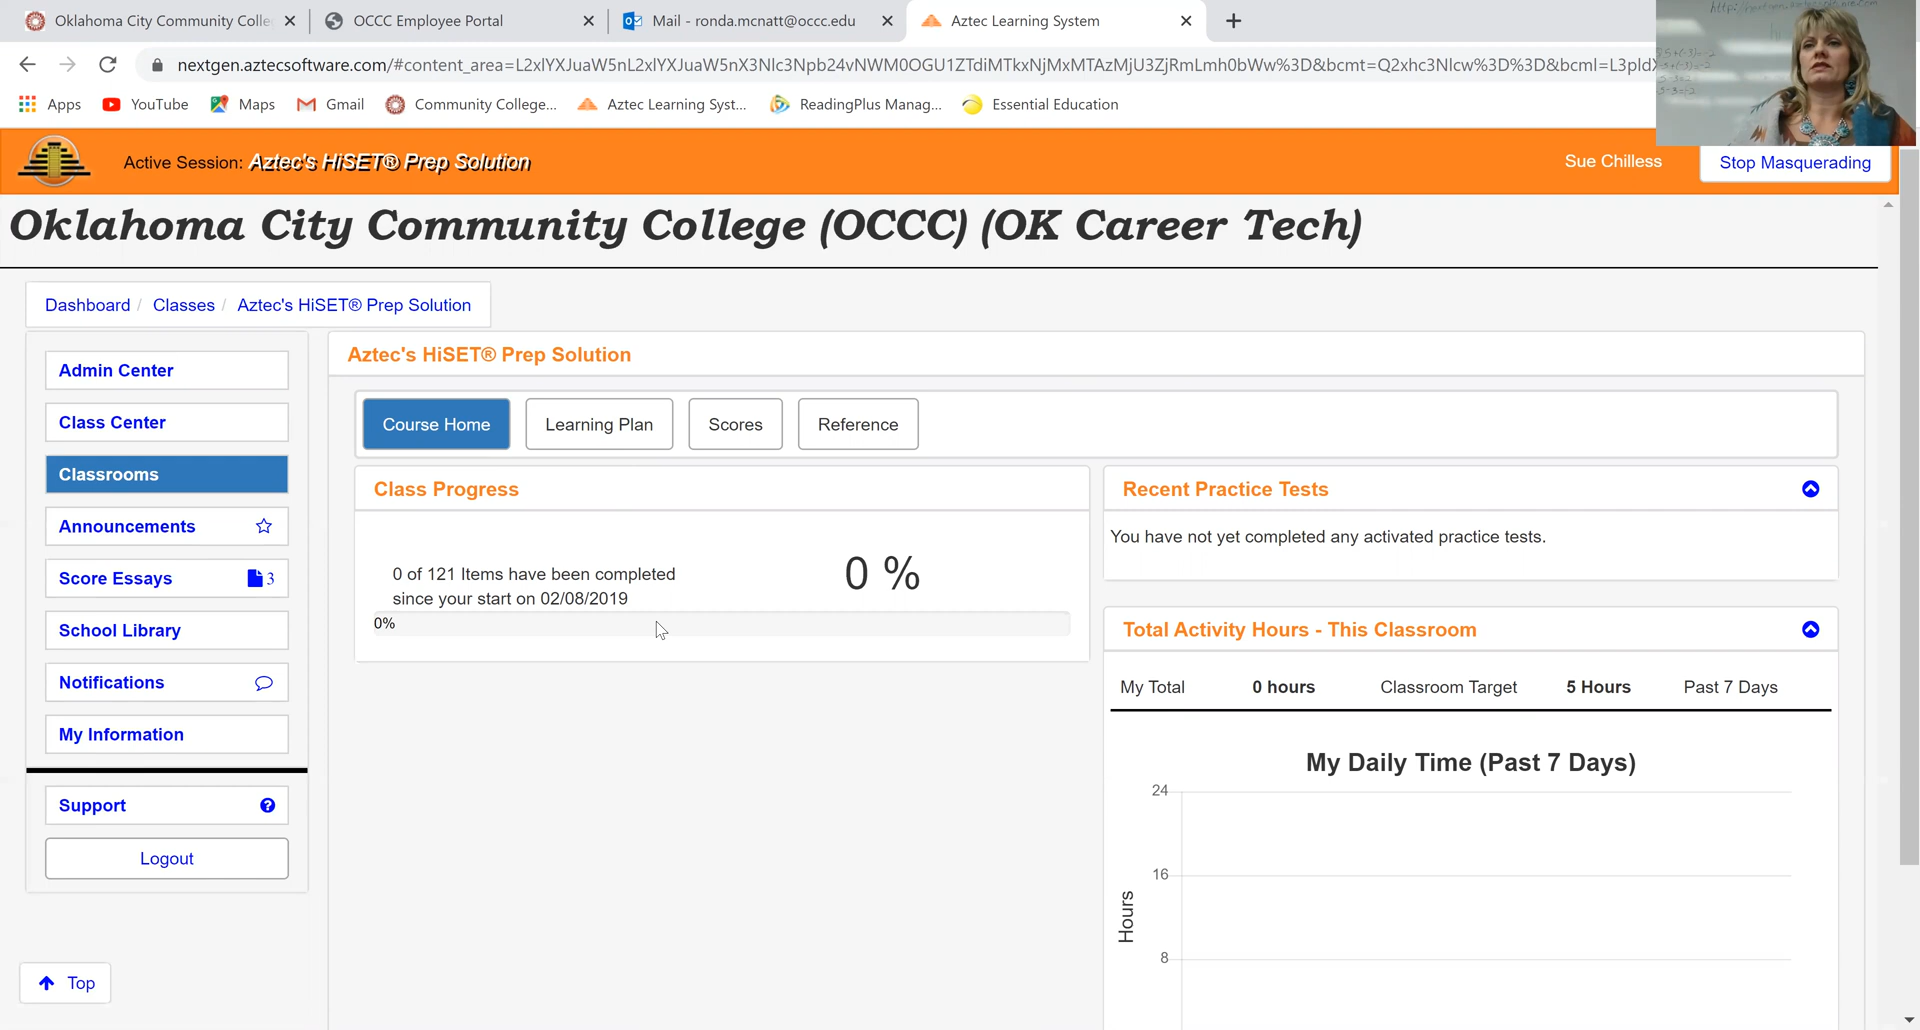 Oklahoma City Community Colle
OCCC Employee Portal
Mail - ronda.mcnatt@occc.edu
Aztec Learning System
nextgen.aztecsoftware.com/#content_area=L2xlYXJuaW5nL2xlYXJuaW5nX3Nlc3Npb24vNWM0OGU1ZTdiMTkxNjMxMTAzMjU3ZjRmLmh0bWw%3D&bcmt=Q2xhc3Nlcw%3D%3D&bcml=L3pldX
Apps
YouTube
Maps
Gmail
Community College...
Aztec Learning Syst...
ReadingPlus Manag...
Essential Education
Active Session: Aztec's HiSET® Prep Solution
Sue Chilless
Stop Masquerading
Oklahoma City Community College (OCCC) (OK Career Tech)
Dashboard / Classes / Aztec's HiSET® Prep Solution
Admin Center
Class Center
Classrooms
Announcements
Score Essays 3
School Library
Notifications
My Information
Support
Logout
Top
Aztec's HiSET® Prep Solution
Course Home
Learning Plan
Scores
Reference
Class Progress
0 of 121 Items have been completed
since your start on 02/08/2019
0 %
0%
Recent Practice Tests
You have not yet completed any activated practice tests.
Total Activity Hours - This Classroom
My Total 0 hours Classroom Target 5 Hours Past 7 Days
My Daily Time (Past 7 Days)
24
16
8
Hours